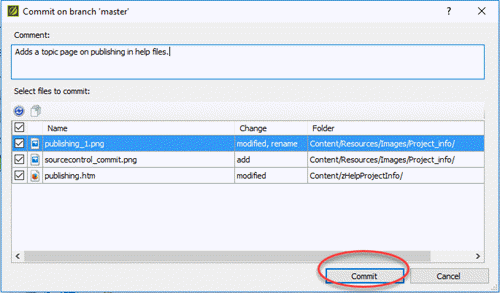 Commit on branch 'master'
Comment:
Adds a topic page on publishing in help files.
Select files to commit:
Name Change Folder
publishing_1.png modified, rename Content/Resources/Images/Project_info/
sourcecontrol_commit.png add Content/Resources/Images/Project_info/
publishing.htm modified Content/zHelpProjectInfo/
Commit Cancel